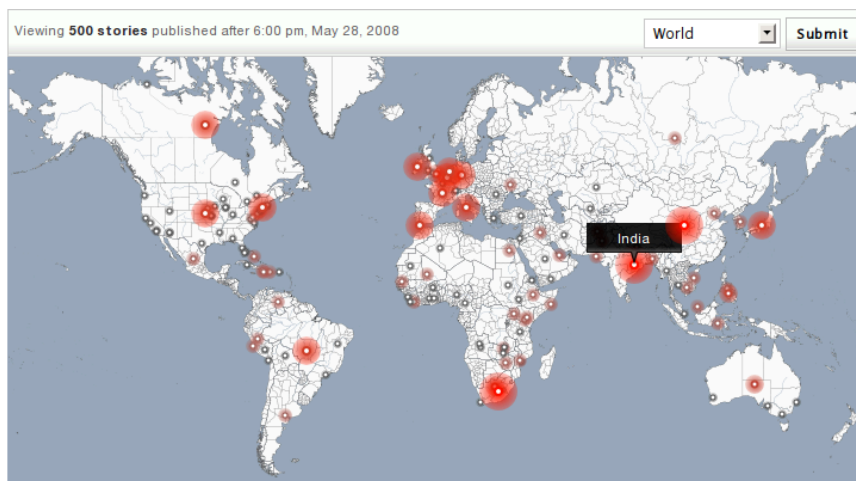 Viewing 500 stories published after 6:00 pm, May 28, 2008
World
Submit
India